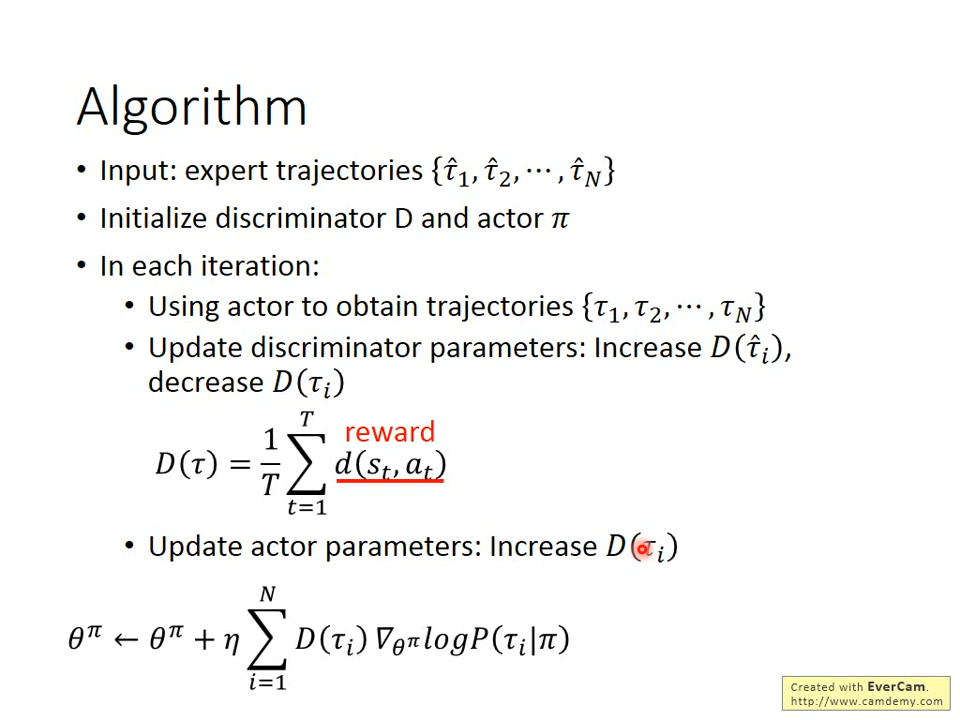 Algorithm
• Input: expert trajectories {τ̂₁, τ̂₂, ⋯, τ̂_N}
• Initialize discriminator D and actor π
• In each iteration:
• Using actor to obtain trajectories {τ₁, τ₂, ⋯, τ_N}
• Update discriminator parameters: Increase D(τ̂ᵢ),
decrease D(τᵢ)
reward
D(τ) = 1/T ∑_{t=1}^{T} d(s_t, a_t)
• Update actor parameters: Increase D(τᵢ)
θ^π ← θ^π + η ∑_{i=1}^{N} D(τᵢ) ∇_{θ^π} logP(τᵢ|π)
Created with EverCam.
http://www.camdemy.com